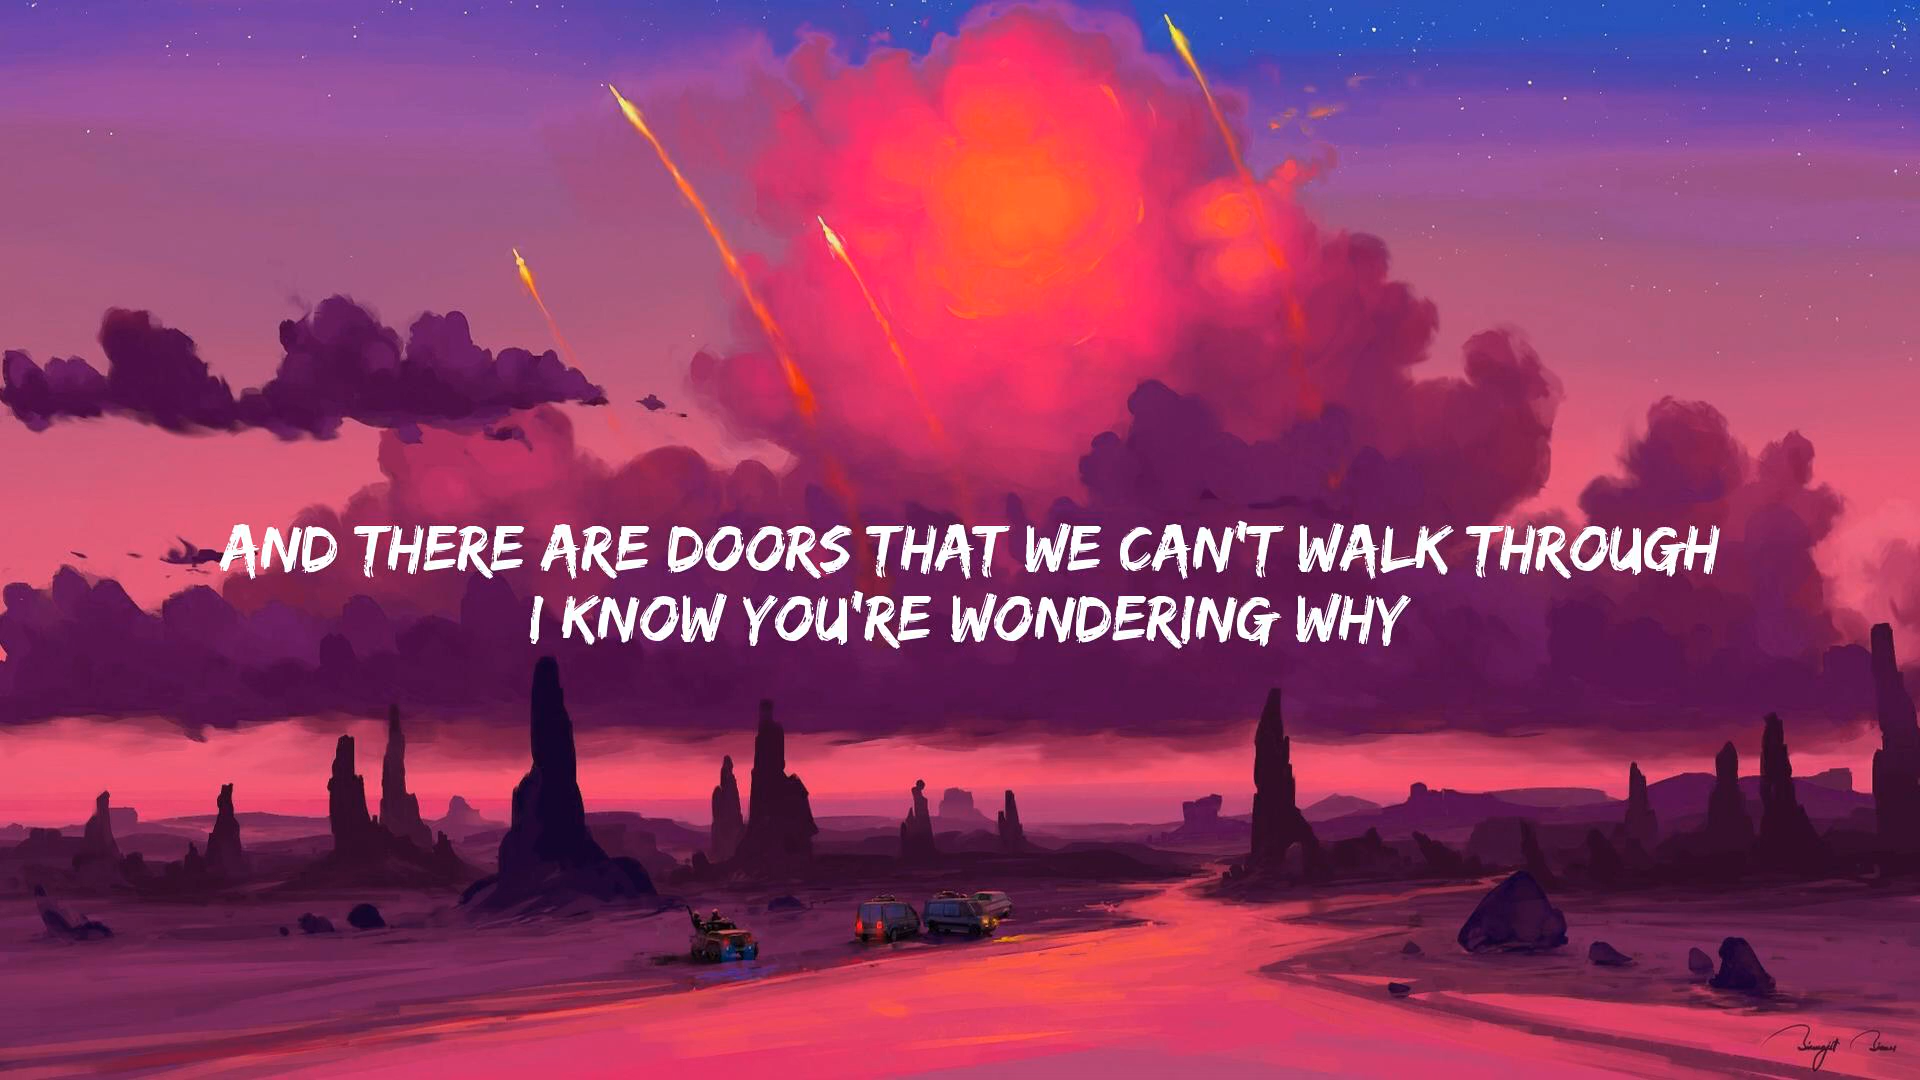 AND THERE ARE DOORS THAT WE CAN'T WALK THROUGH
I KNOW YOU'RE WONDERING WHY